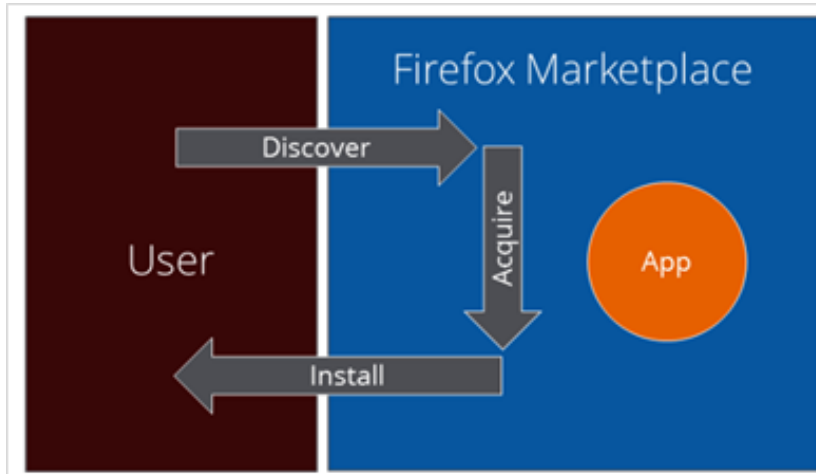 Firefox Marketplace
Discover
Acquire
User
App
Install